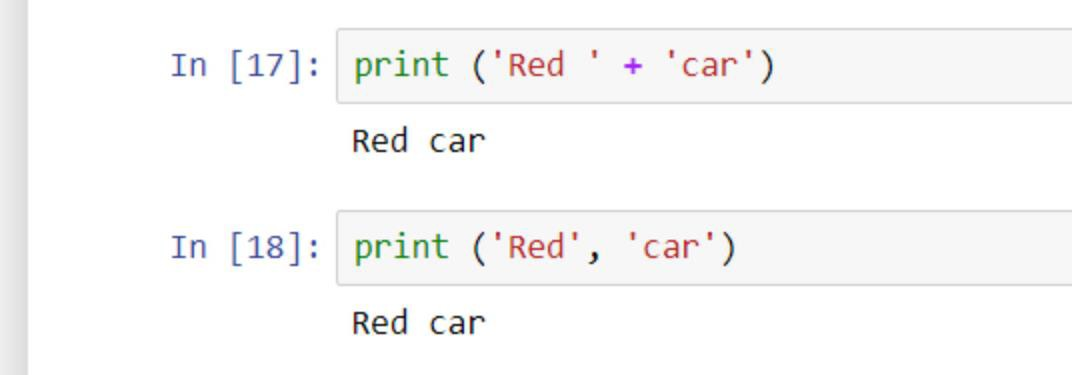 In [17]: print ('Red ' + 'car')
Red car
In [18]: print ('Red', 'car')
Red car